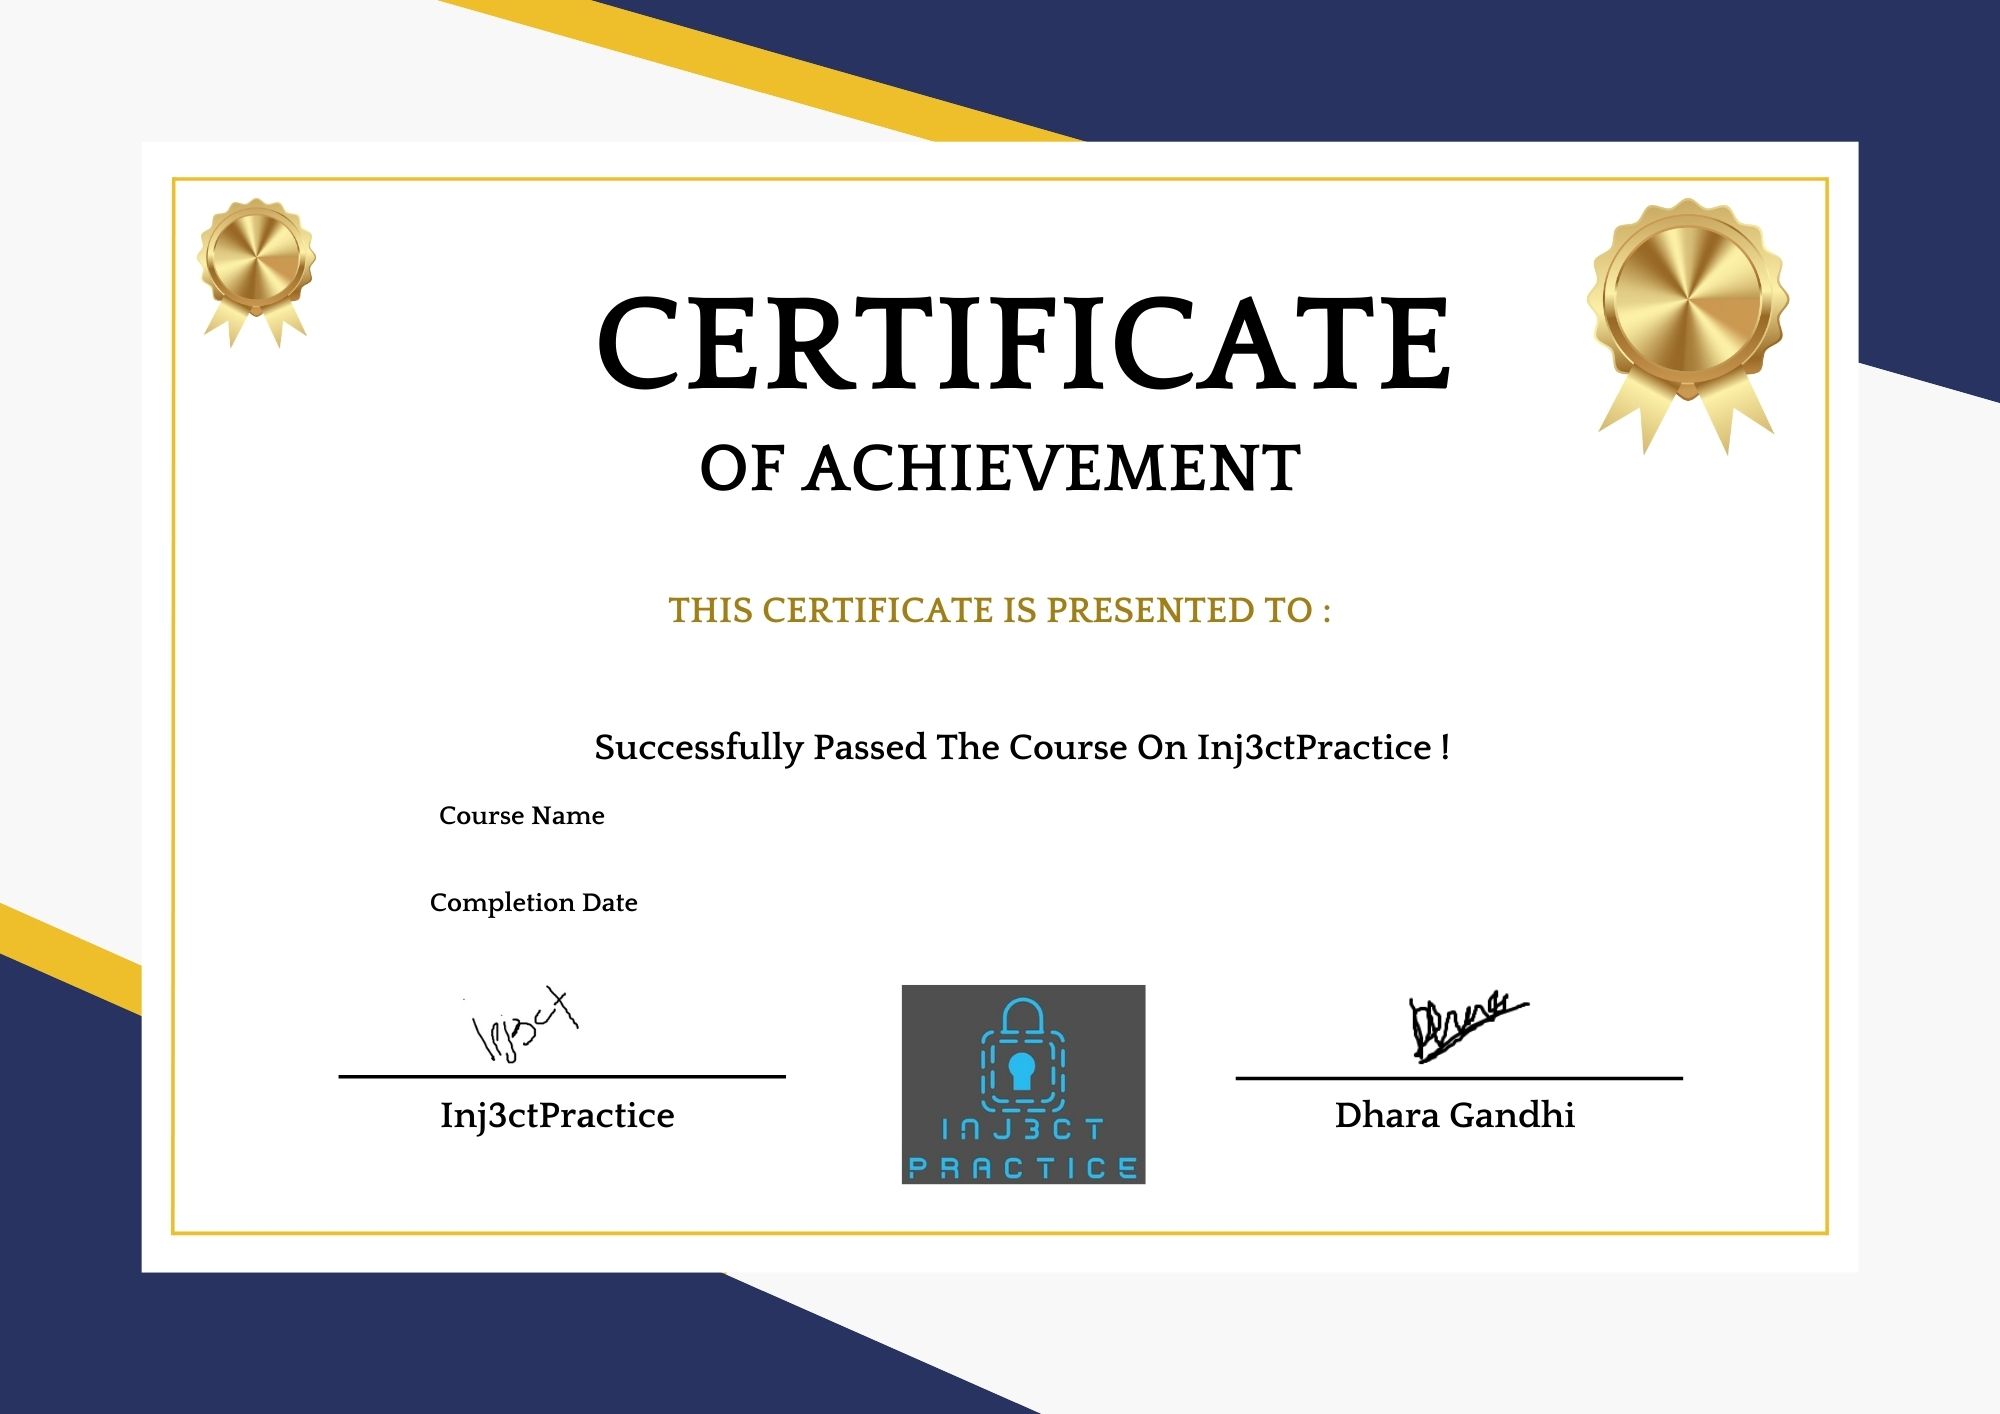 CERTIFICATE
OF ACHIEVEMENT
THIS CERTIFICATE IS PRESENTED TO :
Successfully Passed The Course On Inj3ctPractice !
Course Name
Completion Date
Inj3ct
Dhara
Inj3ctPractice
Dhara Gandhi
INJ3CT
PRACTICE